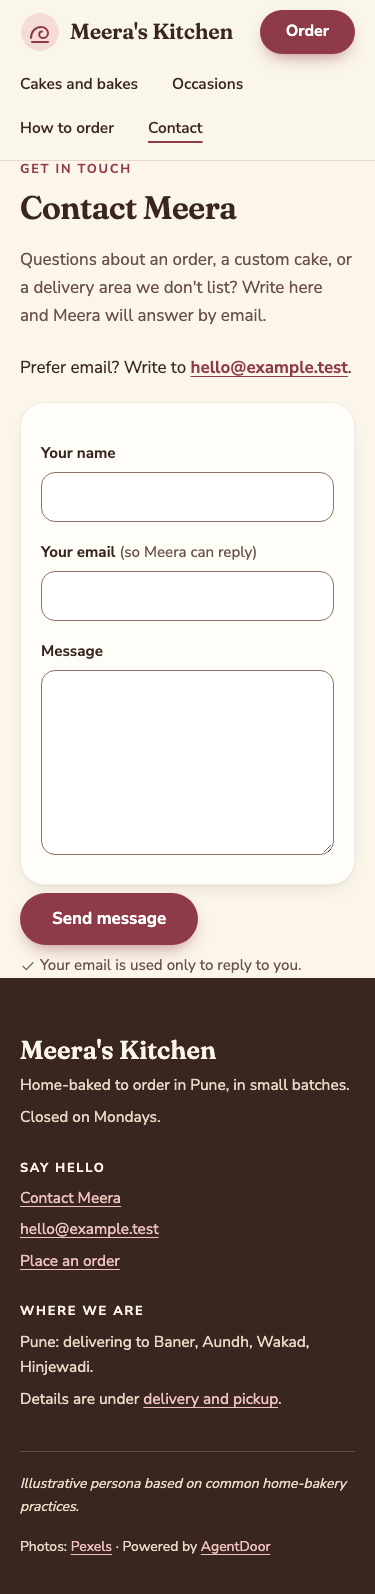 Meera's Kitchen
Order
Cakes and bakes
Occasions
How to order
Contact
GET IN TOUCH
Contact Meera
Questions about an order, a custom cake, or
a delivery area we don't list? Write here
and Meera will answer by email.
Prefer email? Write to hello@example.test.
Your name
Your email (so Meera can reply)
Message
Send message
Your email is used only to reply to you.
Meera's Kitchen
Home-baked to order in Pune, in small batches.
Closed on Mondays.
SAY HELLO
Contact Meera
hello@example.test
Place an order
WHERE WE ARE
Pune: delivering to Baner, Aundh, Wakad,
Hinjewadi.
Details are under delivery and pickup.
Illustrative persona based on common home-bakery
practices.
Photos: Pexels · Powered by AgentDoor